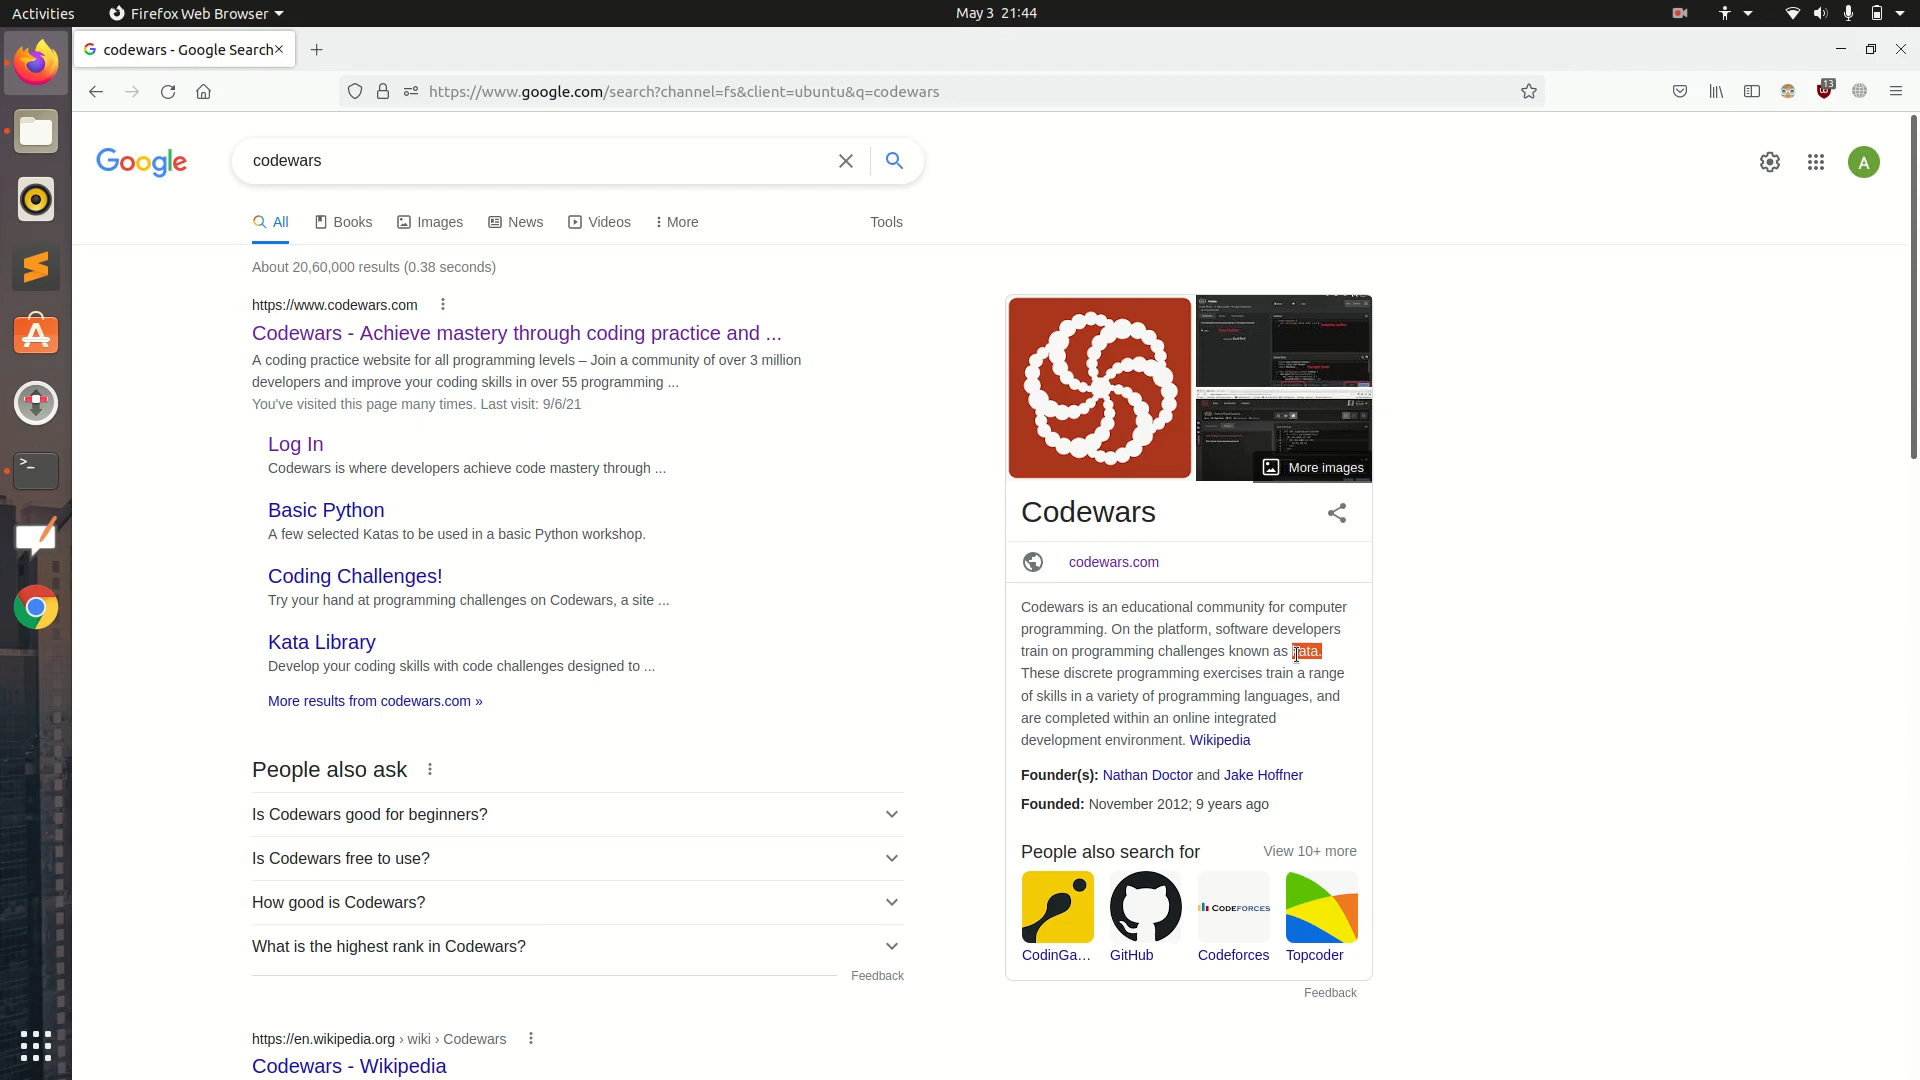 Activities
Firefox Web Browser
May 3 21:44
codewars - Google Search
https://www.google.com/search?channel=fs&client=ubuntu&q=codewars
13
Google
codewars
A
All
Books
Images
News
Videos
More
Tools
About 20,60,000 results (0.38 seconds)
https://www.codewars.com
Codewars - Achieve mastery through coding practice and ...
A coding practice website for all programming levels – Join a community of over 3 million
developers and improve your coding skills in over 55 programming ...
You've visited this page many times. Last visit: 9/6/21
Log In
Codewars is where developers achieve code mastery through ...
Basic Python
A few selected Katas to be used in a basic Python workshop.
Coding Challenges!
Try your hand at programming challenges on Codewars, a site ...
Kata Library
Develop your coding skills with code challenges designed to ...
More results from codewars.com »
People also ask
Is Codewars good for beginners?
Is Codewars free to use?
How good is Codewars?
What is the highest rank in Codewars?
Feedback
https://en.wikipedia.org › wiki › Codewars
Codewars - Wikipedia
More images
Codewars
codewars.com
Codewars is an educational community for computer
programming. On the platform, software developers
train on programming challenges known as kata.
These discrete programming exercises train a range
of skills in a variety of programming languages, and
are completed within an online integrated
development environment. Wikipedia
Founder(s): Nathan Doctor and Jake Hoffner
Founded: November 2012; 9 years ago
People also search for
View 10+ more
CODEFORCES
CodinGa...
GitHub
Codeforces
Topcoder
Feedback